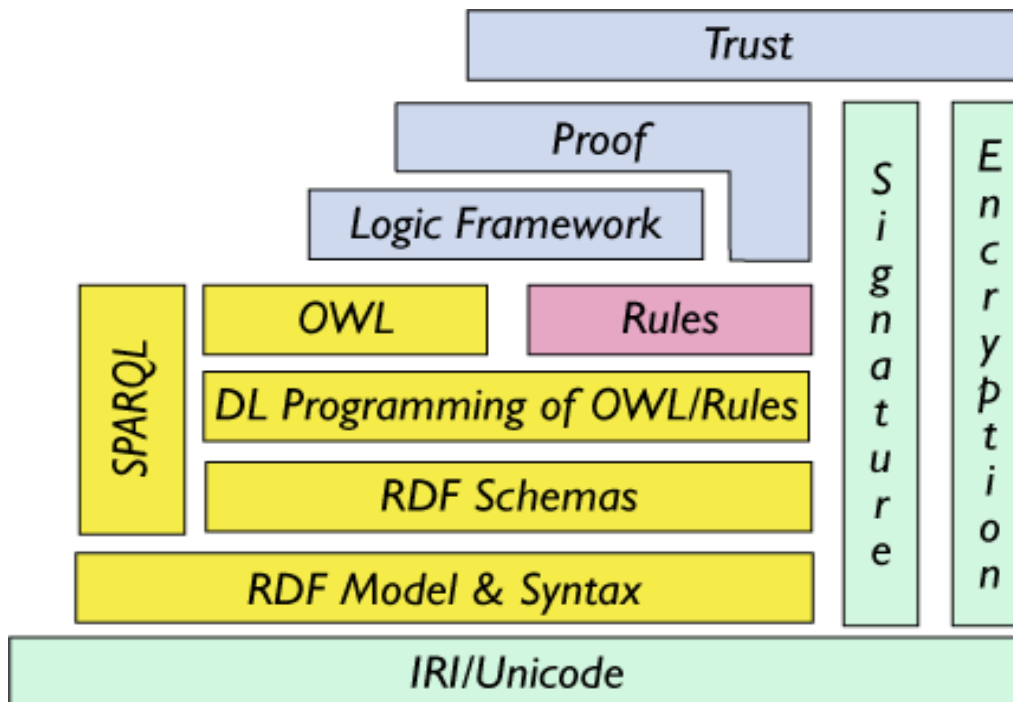 Trust
Proof
Logic Framework
Signature
Encryption
SPARQL
OWL
Rules
DL Programming of OWL/Rules
RDF Schemas
RDF Model & Syntax
IRI/Unicode